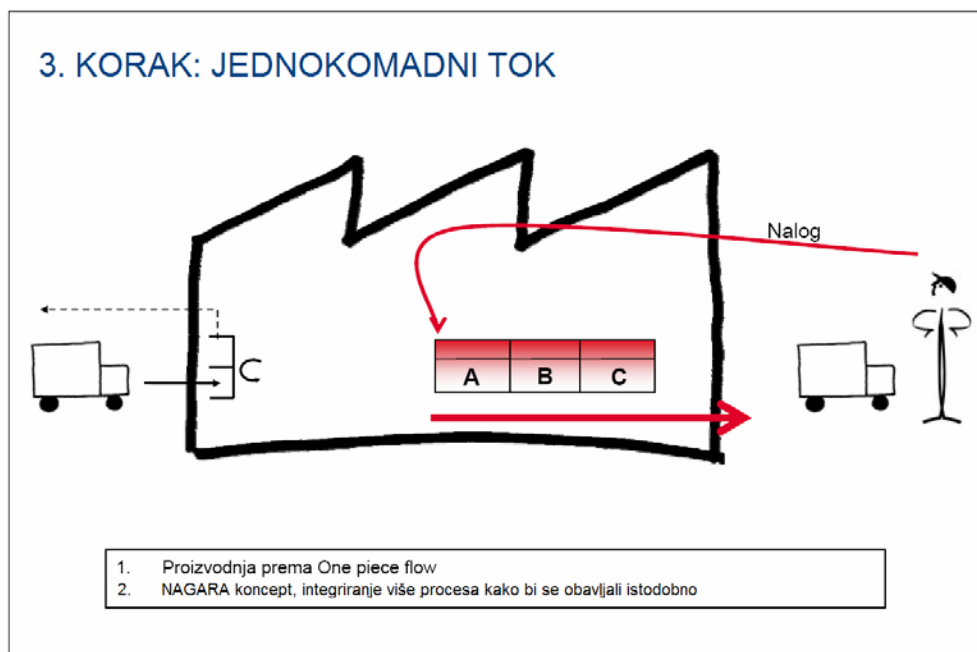 3. KORAK: JEDNOKOMADNI TOK
Nalog
A B C
1. Proizvodnja prema One piece flow
2. NAGARA koncept, integriranje više procesa kako bi se obavljali istodobno